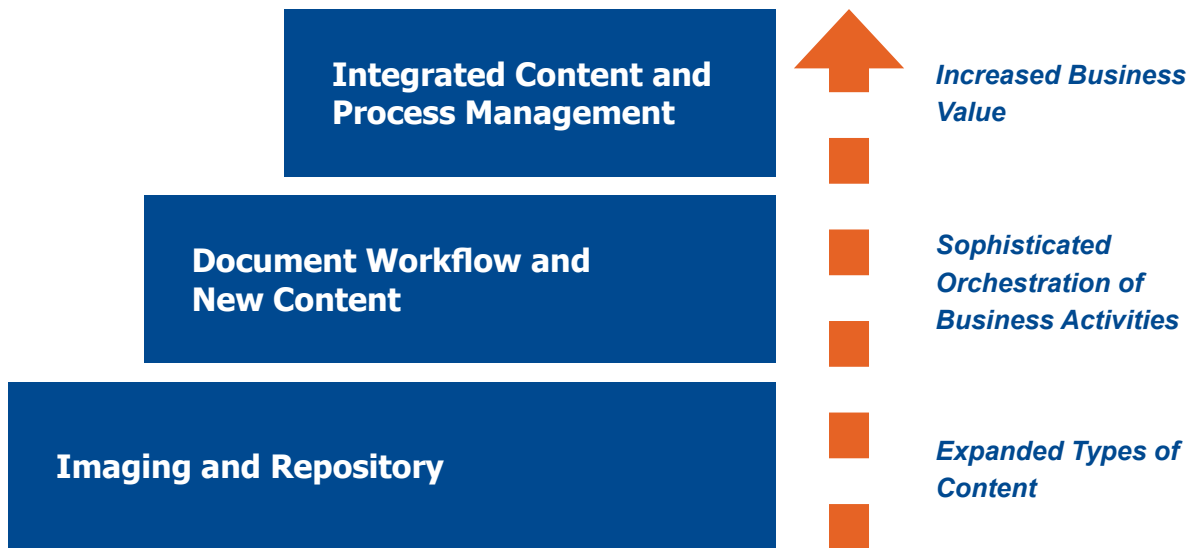 Integrated Content and
Process Management
Increased Business
Value
Document Workflow and
New Content
Sophisticated
Orchestration of
Business Activities
Imaging and Repository
Expanded Types of
Content